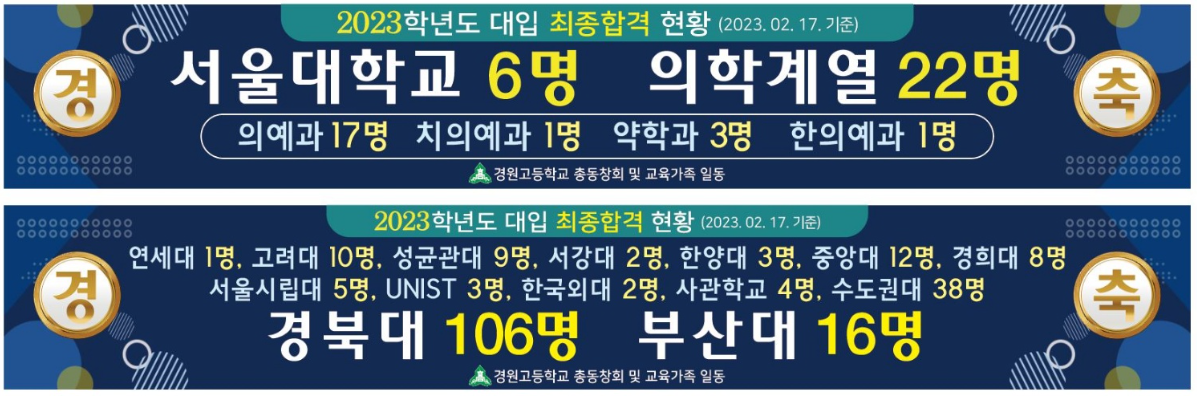 2023학년도 대입 최종합격 현황 (2023. 02. 17. 기준)
경 서울대학교 6명 의학계열 22명 축
의예과 17명 치의예과 1명 약학과 3명 한의예과 1명
경원고등학교 총동창회 및 교육가족 일동
2023학년도 대입 최종합격 현황 (2023. 02. 17. 기준)
연세대 1명, 고려대 10명, 성균관대 9명, 서강대 2명, 한양대 3명, 중앙대 12명, 경희대 8명
경 서울시립대 5명, UNIST 3명, 한국외대 2명, 사관학교 4명, 수도권대 38명 축
경북대 106명 부산대 16명
경원고등학교 총동창회 및 교육가족 일동